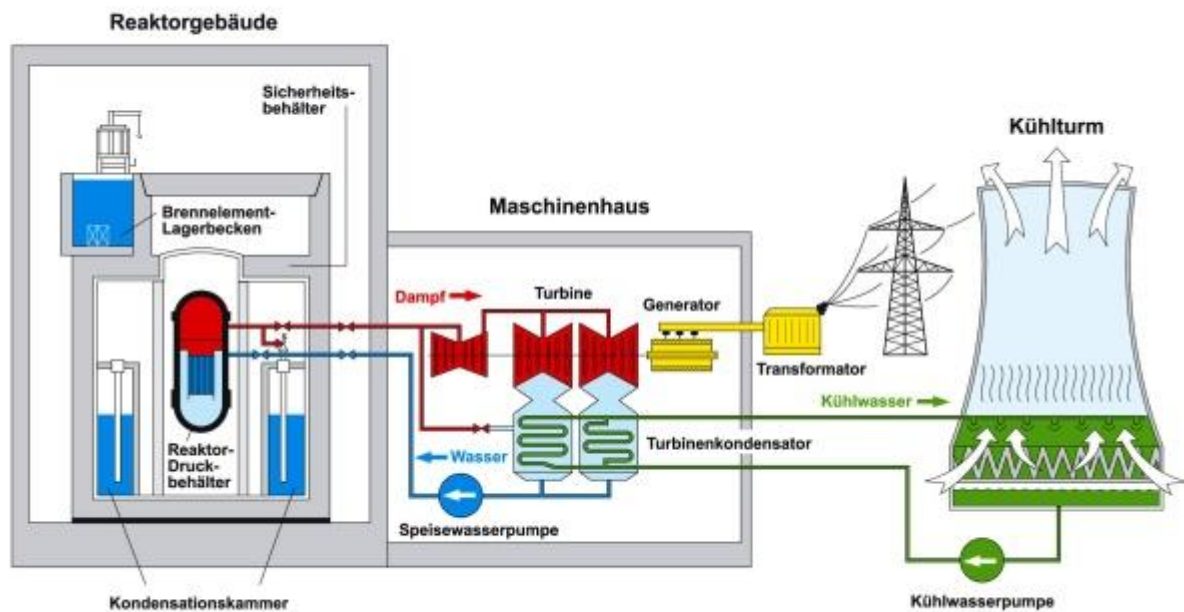 Reaktorgebäude
Sicherheits-
behälter
Kühlturm
Brennelement-
Lagerbecken
Maschinenhaus
Dampf
Turbine
Generator
Transformator
Kühlwasser
Turbinenkondensator
Wasser
Reaktor-
Druck-
behälter
Speisewasserpumpe
Kondensationskammer
Kühlwasserpumpe